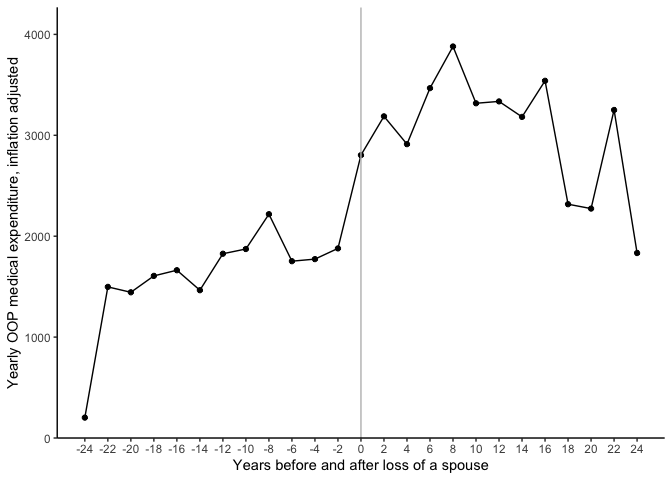 Yearly OOP medical expenditure, inflation adjusted
4000
3000
2000
1000
0
-24 -22 -20 -18 -16 -14 -12 -10 -8 -6 -4 -2 0 2 4 6 8 10 12 14 16 18 20 22 24
Years before and after loss of a spouse